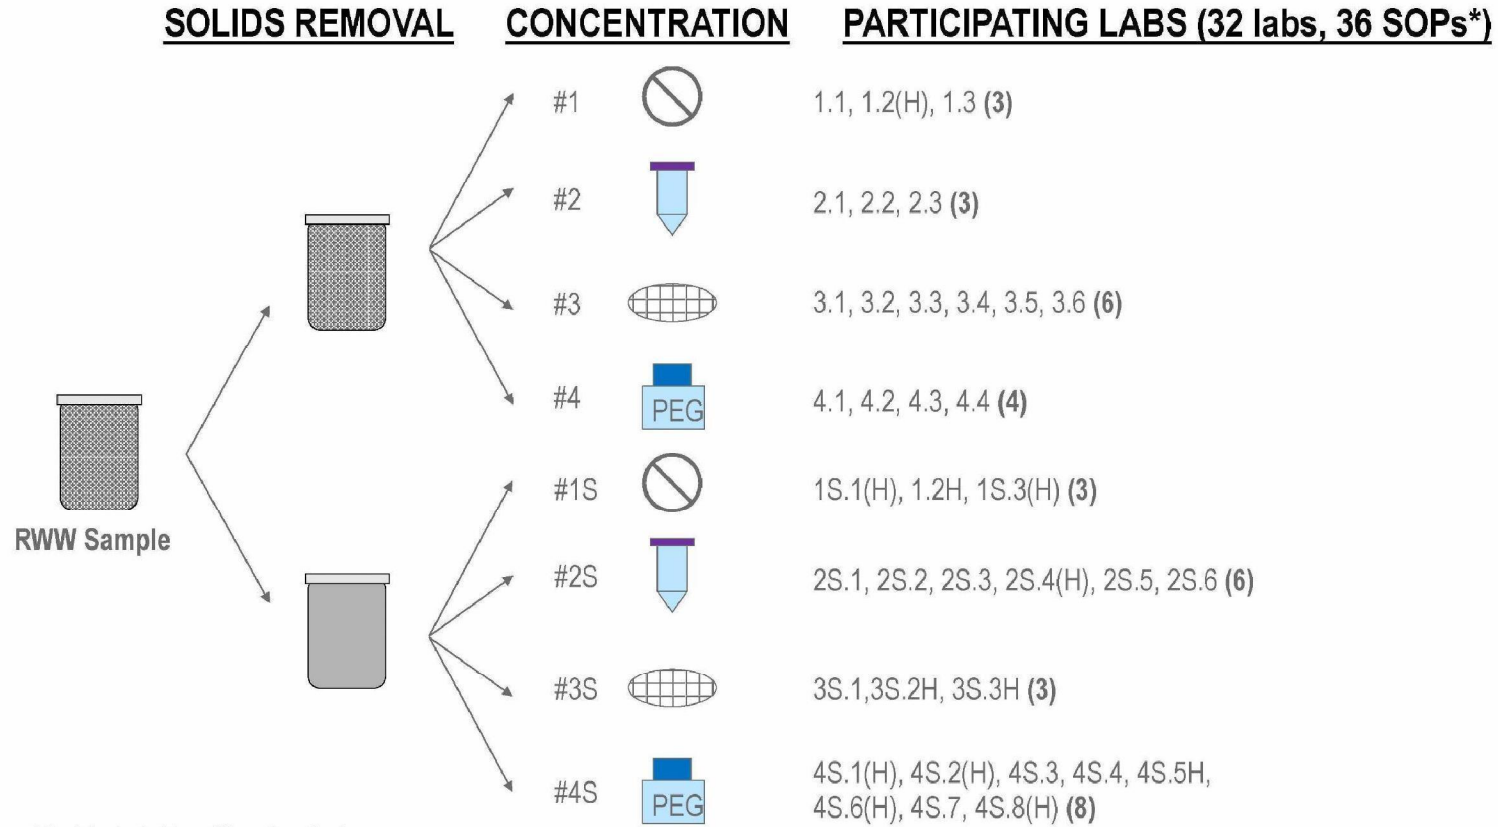 SOLIDS REMOVAL CONCENTRATION PARTICIPATING LABS (32 labs, 36 SOPs*)
#1 1.1, 1.2(H), 1.3 (3)
#2 2.1, 2.2, 2.3 (3)
#3 3.1, 3.2, 3.3, 3.4, 3.5, 3.6 (6)
#4 PEG 4.1, 4.2, 4.3, 4.4 (4)
#1S 1S.1(H), 1.2H, 1S.3(H) (3)
RWW Sample
#2S 2S.1, 2S.2, 2S.3, 2S.4(H), 2S.5, 2S.6 (6)
#3S 3S.1,3S.2H, 3S.3H (3)
#4S PEG 4S.1(H), 4S.2(H), 4S.3, 4S.4, 4S.5H,
4S.6(H), 4S.7, 4S.8(H) (8)